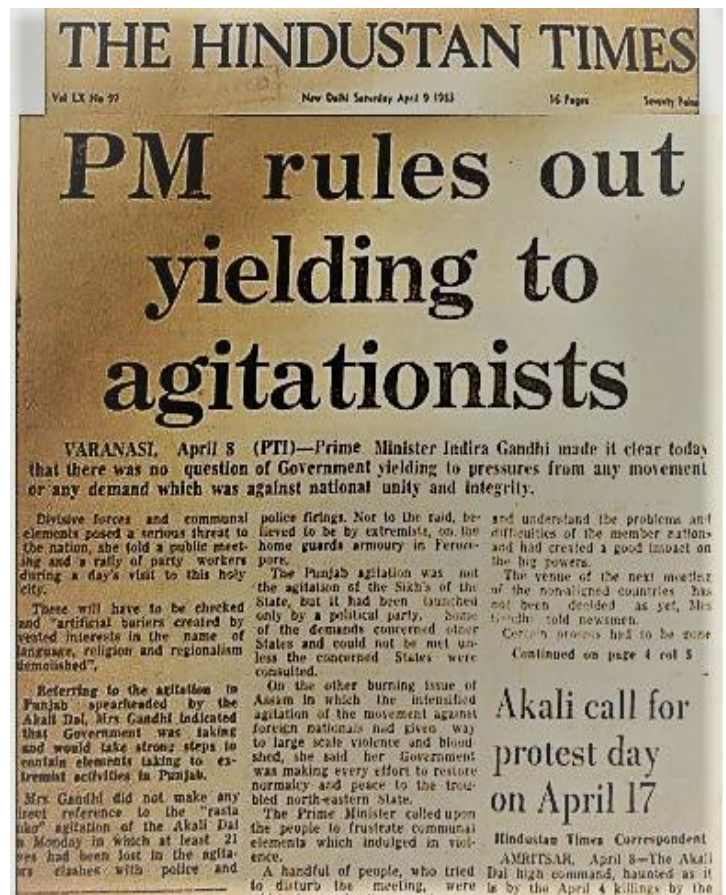 THE HINDUSTAN TIMES
Vol LX No 97
New Delhi Saturday April 9 1983
16 Pages
Seventy Paise
PM rules out
yielding to
agitationists
VARANASI, April 8 (PTI)—Prime Minister Indira Gandhi made it clear today
that there was no question of Government yielding to pressures from any movement
or any demand which was against national unity and integrity.
Divisive forces and communal
elements posed a serious threat to
the nation, she told a public meet-
ing and a rally of party workers
during a day's visit to this holy
city.
These will have to be checked
and "artificial bariers created by
vested interests in the name of
language, religion and regionalism
demolished",
Referring to the agitation in
Punjab spearheaded by the
Akali Dal, Mrs Gandhi indicated
that Government was taking
and would take strong steps to
contain elements taking to ex-
tremist activities in Punjab.
Mrs Gandhi did not make any
irect reference to the "rasta
oko" agitation of the Akali Dal
n Monday in which at least 21
ves had been lost in the agita-
ors clashes with police and
police firings. Nor to the raid, be-
lieved to be by extremists, on the
home guards armoury in Feroze-
pore.
The Punjab agitation was not
the agitation of the Sikh's of the
State, but it had been launched
only by a political party. Some
of the demands concerned other
States and could not be met un-
less the concerned States were
consulted.
On the other burning issue of
Assam in which the intensified
agitation of the movement against
foreign nationals had given way
to large scale violence and blood
shed, she said her Government
was making every effort to restore
normalcy and peace to the trou-
bled north-eastern State.
The Prime Minister called upon
the people to frustrate communal
elements which indulged in viol-
ence.
A handful of people, who tried
to disturb the meeting, were
and understand the problems and
difficulties of the member nations
and had created a good impact on
the big powers.
The venue of the next meeting
of the non-aligned countries has
not been decided as yet, Mrs
Gandhi told newsmen.
Certain process had to be gone
Continued on page 4 col 8
Akali call for
protest day
on April 17
Hindustan Times Correspondent
AMRITSAR, April 8—The Akali
Dal high command, haunted as it
is by the April 4 killings by the